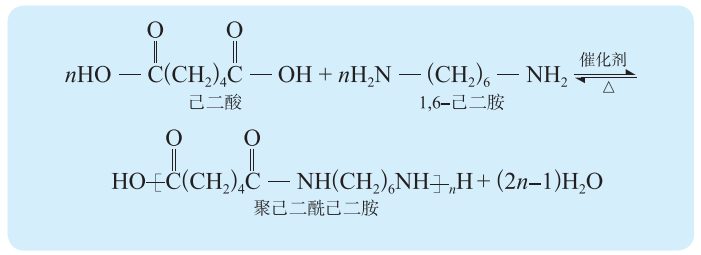 O O
nHO — C(CH₂)₄C — OH + nH₂N — (CH₂)₆ — NH₂ ⇌ 催化剂 △
己二酸 1,6-己二胺
O O
HO-[C(CH₂)₄C — NH(CH₂)₆NH]-ₙH + (2n–1)H₂O
聚己二酰己二胺